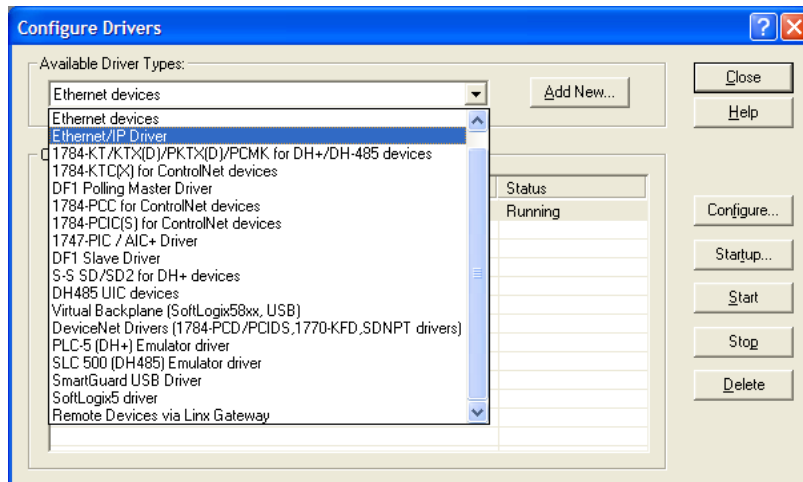 Configure Drivers
Available Driver Types:
Ethernet devices
Add New...
Close
Help
Ethernet devices
Ethernet/IP Driver
1784-KT/KTX(D)/PKTX(D)/PCMK for DH+/DH-485 devices
1784-KTC(X) for ControlNet devices
DF1 Polling Master Driver
1784-PCC for ControlNet devices
1784-PCIC(S) for ControlNet devices
1747-PIC / AIC+ Driver
DF1 Slave Driver
S-S SD/SD2 for DH+ devices
DH485 UIC devices
Virtual Backplane (SoftLogix58xx, USB)
DeviceNet Drivers (1784-PCD/PCIDS,1770-KFD,SDNPT drivers)
PLC-5 (DH+) Emulator driver
SLC 500 (DH485) Emulator driver
SmartGuard USB Driver
SoftLogix5 driver
Remote Devices via Linx Gateway
Status
Running
Configure...
Startup...
Start
Stop
Delete